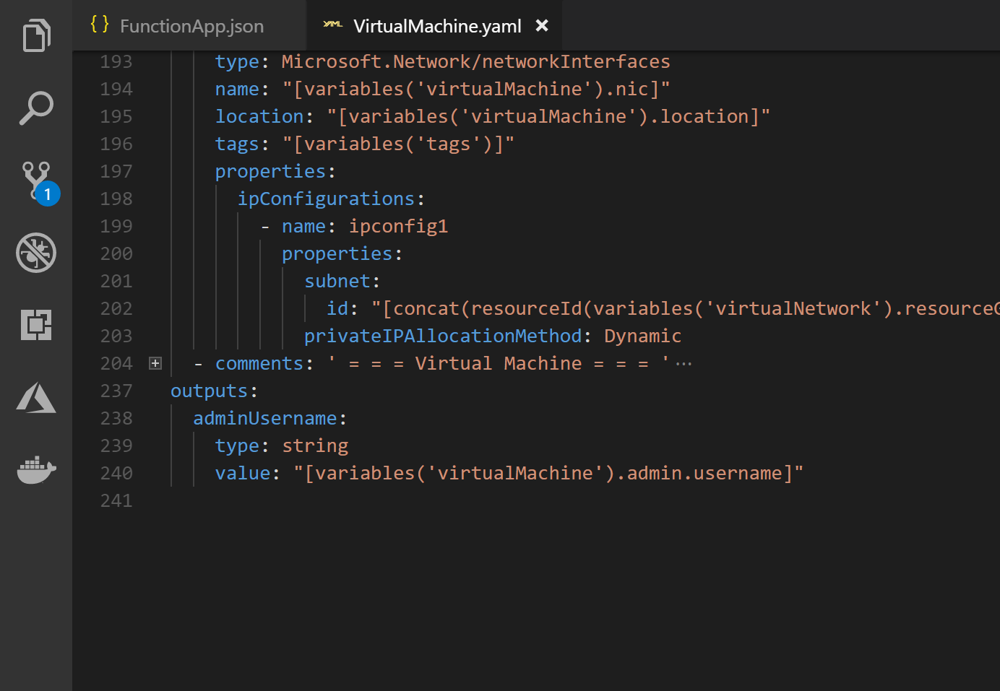 { } FunctionApp.json YAML VirtualMachine.yaml ×
193 type: Microsoft.Network/networkInterfaces
194 name: "[variables('virtualMachine').nic]"
195 location: "[variables('virtualMachine').location]"
196 tags: "[variables('tags')]"
197 properties:
198 ipConfigurations:
199 - name: ipconfig1
200 properties:
201 subnet:
202 id: "[concat(resourceId(variables('virtualNetwork').resourceG
203 privateIPAllocationMethod: Dynamic
204 - comments: ' = = = Virtual Machine = = = ' ···
237 outputs:
238 adminUsername:
239 type: string
240 value: "[variables('virtualMachine').admin.username]"
241
1